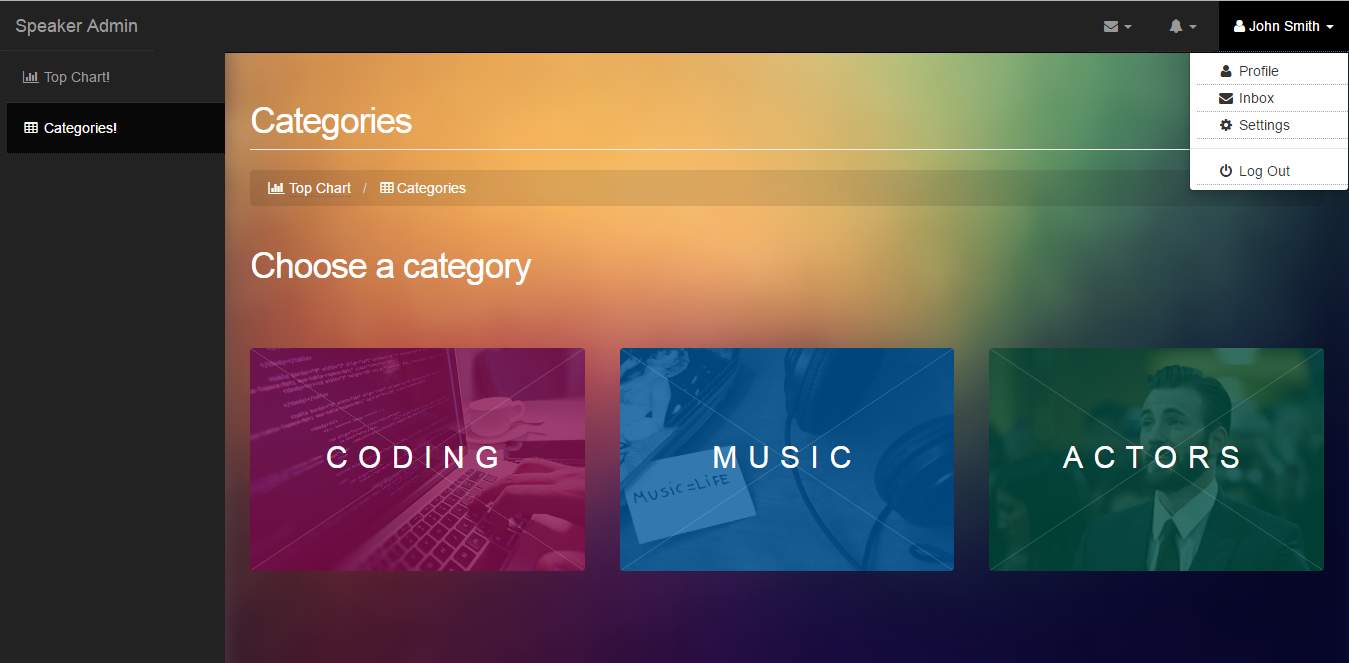 Speaker Admin
John Smith
Top Chart!
Categories!
Profile
Inbox
Settings
Log Out
Categories
Top Chart / Categories
Choose a category
CODING
MUSIC
MUSIC=LIFE
ACTORS